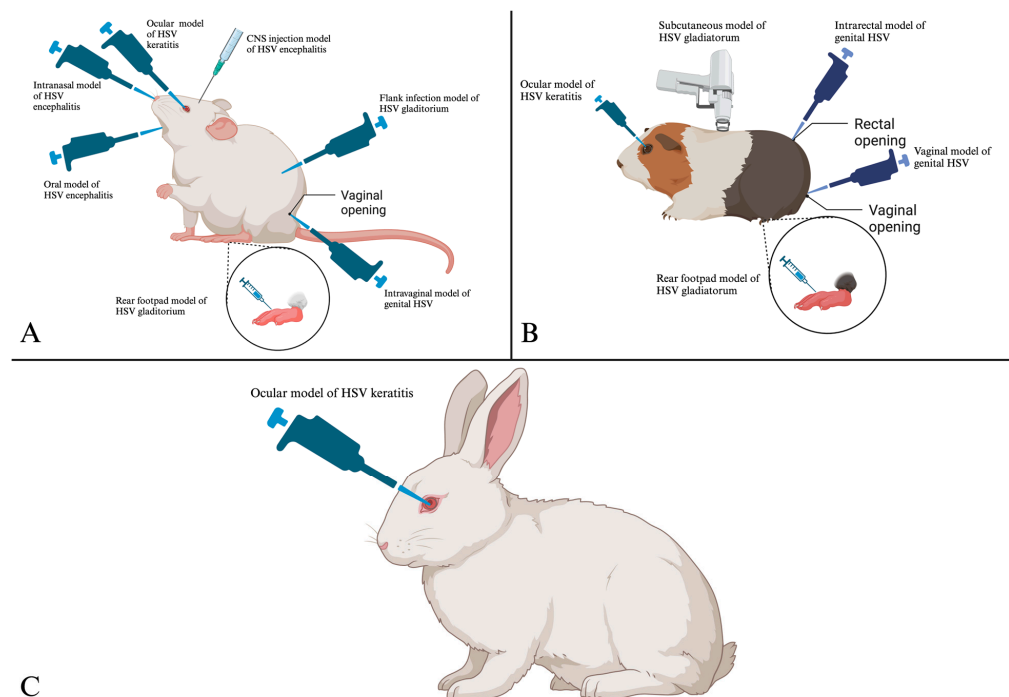 Ocular model of
HSV
keratitis
CNS injection model
of HSV encephalitis
Intranasal model
of HSV
encephalitis
Flank infection model of
HSV gladitorium
Oral model of
HSV encephalitis
Vaginal
opening
Rear footpad model of
HSV gladitorium
Intravaginal model of
genital HSV
A
Subcutaneous model of
HSV gladiatorum
Intrarectal model of
genital HSV
Ocular model of
HSV keratitis
Rectal
opening
Vaginal model of
genital HSV
Vaginal
opening
Rear footpad model of
HSV gladiatorum
B
Ocular model of HSV keratitis
C